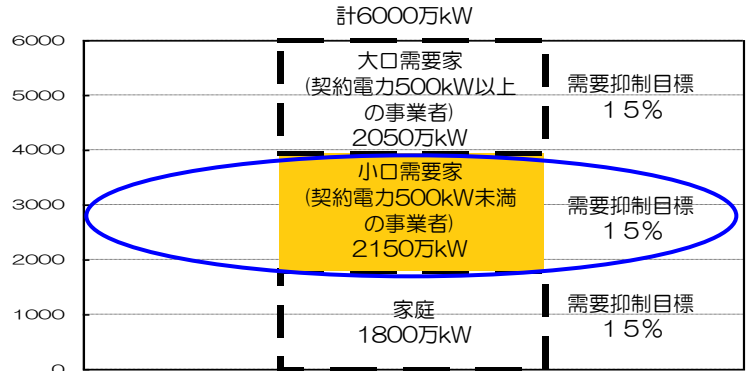 計6000万kW
6000
5000
4000
3000
2000
1000
0
大口需要家
(契約電力500kW以上
の事業者)
2050万kW
需要抑制目標
15%
小口需要家
(契約電力500kW未満
の事業者)
2150万kW
需要抑制目標
15%
家庭
1800万kW
需要抑制目標
15%